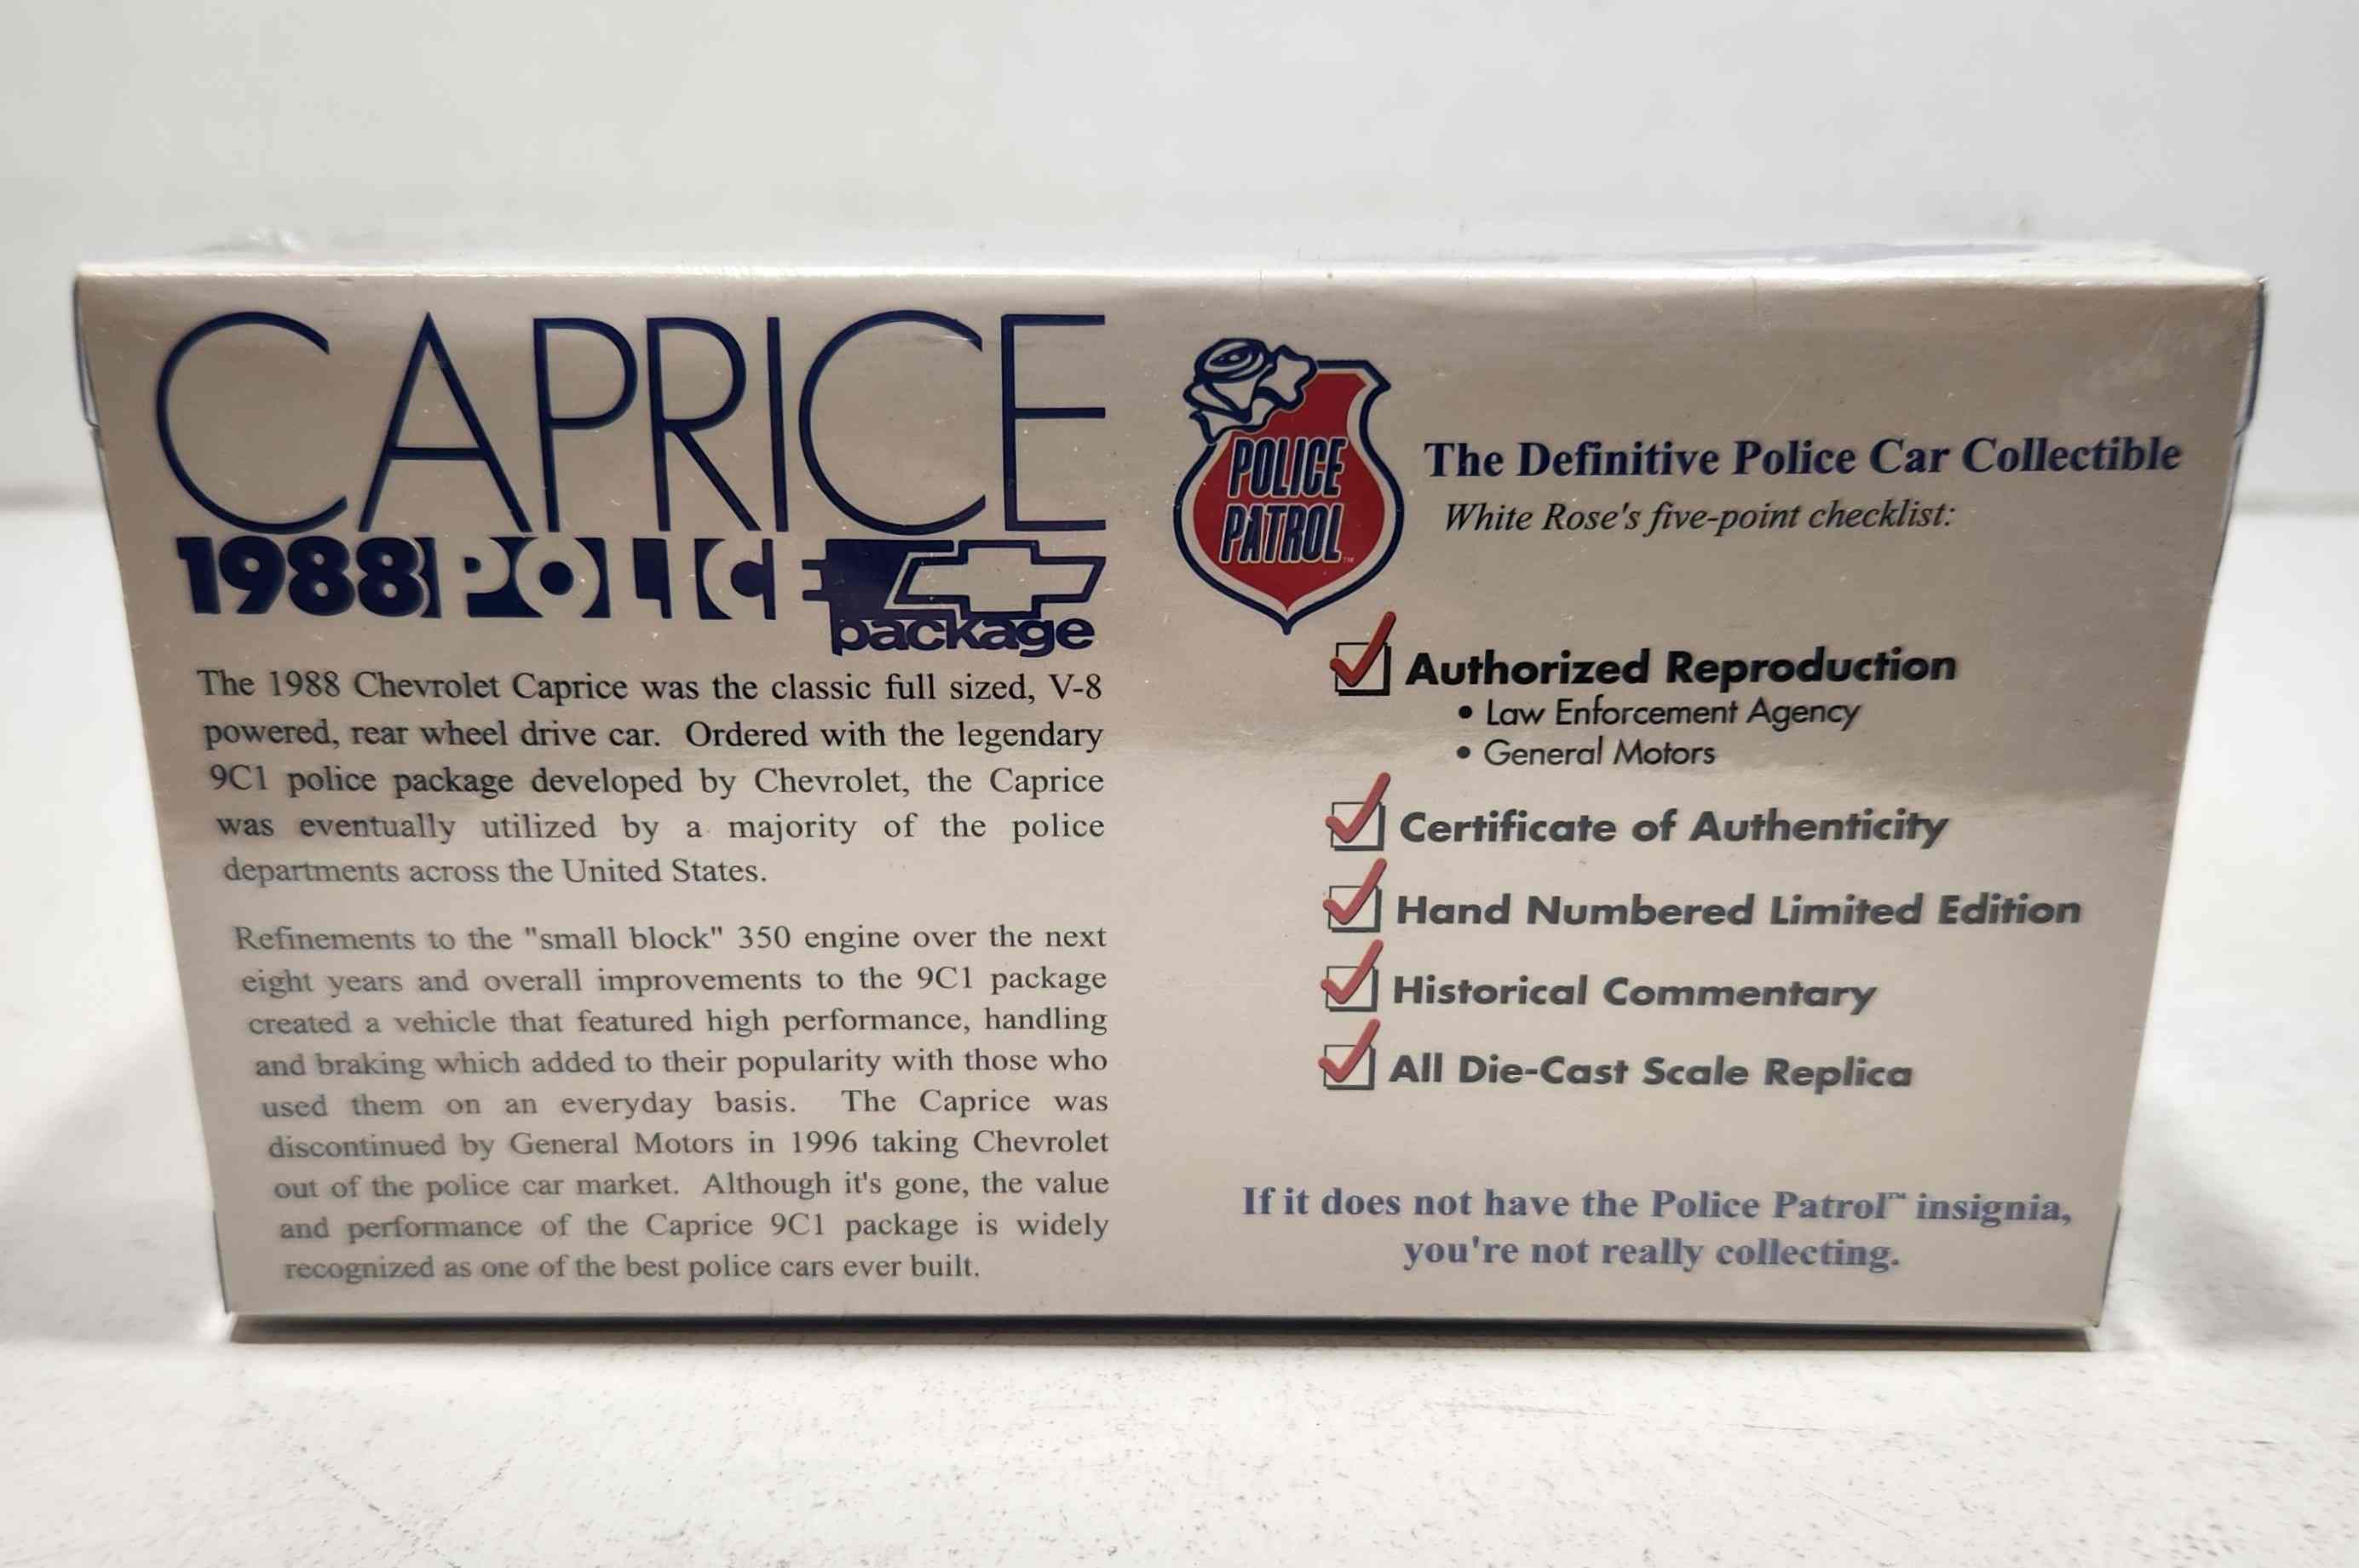 CAPRICE
1988 POLICE
package
The 1988 Chevrolet Caprice was the classic full sized, V-8
powered, rear wheel drive car. Ordered with the legendary
9C1 police package developed by Chevrolet, the Caprice
was eventually utilized by a majority of the police
departments across the United States.
Refinements to the "small block" 350 engine over the next
eight years and overall improvements to the 9C1 package
created a vehicle that featured high performance, handling
and braking which added to their popularity with those who
used them on an everyday basis. The Caprice was
discontinued by General Motors in 1996 taking Chevrolet
out of the police car market. Although it's gone, the value
and performance of the Caprice 9C1 package is widely
recognized as one of the best police cars ever built.
POLICE
PATROL™
The Definitive Police Car Collectible
White Rose's five-point checklist:
Authorized Reproduction
• Law Enforcement Agency
• General Motors
Certificate of Authenticity
Hand Numbered Limited Edition
Historical Commentary
All Die-Cast Scale Replica
If it does not have the Police Patrol™ insignia,
you're not really collecting.